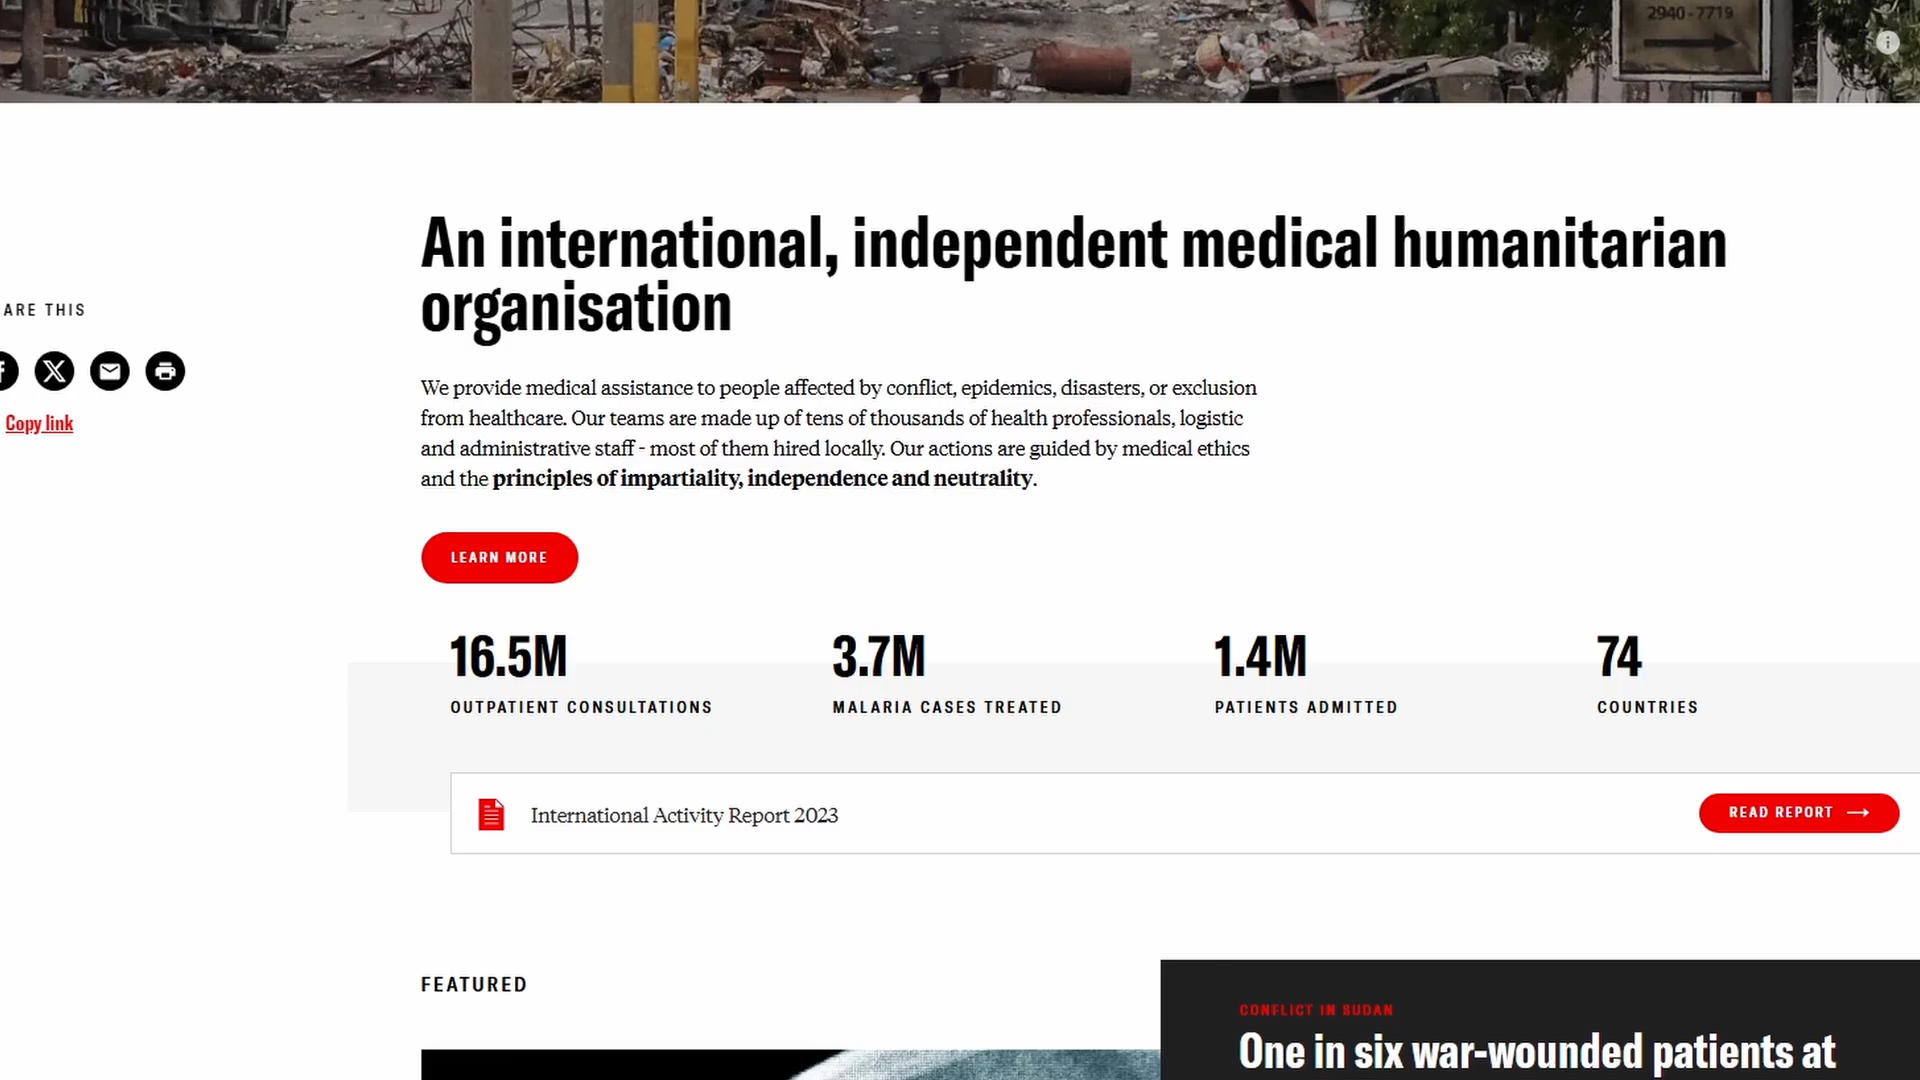 2940-7719
An international, independent medical humanitarian
organisation
ARE THIS
Copy link
We provide medical assistance to people affected by conflict, epidemics, disasters, or exclusion
from healthcare. Our teams are made up of tens of thousands of health professionals, logistic
and administrative staff - most of them hired locally. Our actions are guided by medical ethics
and the principles of impartiality, independence and neutrality.
LEARN MORE
16.5M
OUTPATIENT CONSULTATIONS
3.7M
MALARIA CASES TREATED
1.4M
PATIENTS ADMITTED
74
COUNTRIES
International Activity Report 2023
READ REPORT
FEATURED
CONFLICT IN SUDAN
One in six war-wounded patients at